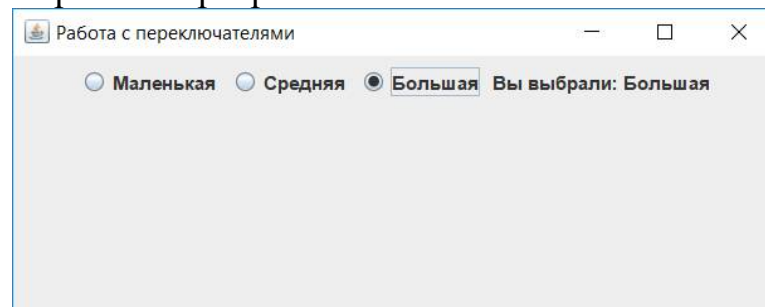 Работа с переключателями
Маленькая Средняя Большая Вы выбрали: Большая